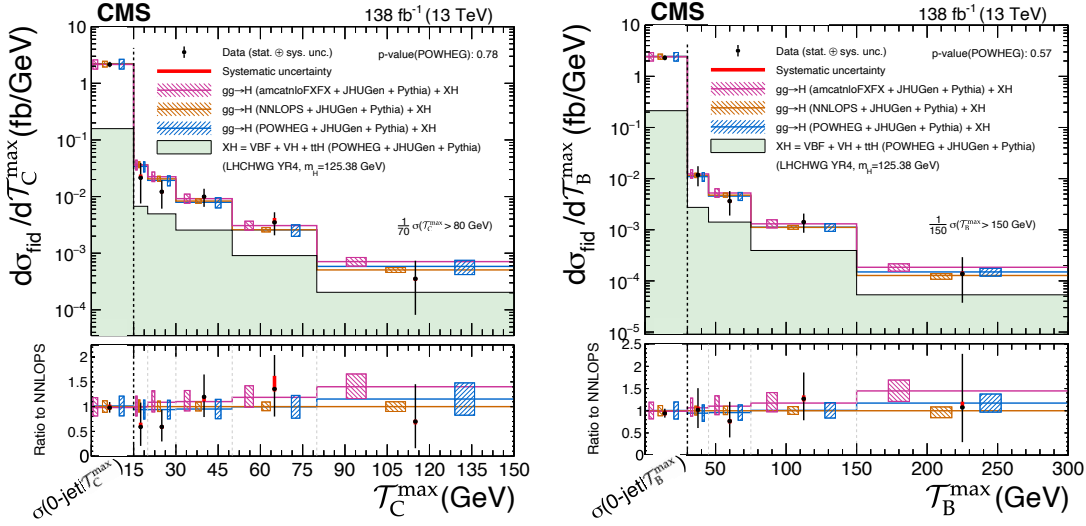 CMS 138 fb⁻¹ (13 TeV)
dσ_fid /d𝒯_C^max (fb/GeV)
Data (stat. ⊕ sys. unc.) p-value(POWHEG): 0.78
Systematic uncertainty
gg→H (amcatnloFXFX + JHUGen + Pythia) + XH
gg→H (NNLOPS + JHUGen + Pythia) + XH
gg→H (POWHEG + JHUGen + Pythia) + XH
XH = VBF + VH + ttH (POWHEG + JHUGen + Pythia)
(LHCHWG YR4, m_H=125.38 GeV)
1/70 σ(𝒯_C^max > 80 GeV)
10²
10
1
10⁻¹
10⁻²
10⁻³
10⁻⁴
Ratio to NNLOPS
2
1.5
1.0
0.5
0
σ(0-jet|𝒯_C^max) 15 30 45 60 75 90 105 120 135 150
𝒯_C^max (GeV)
CMS 138 fb⁻¹ (13 TeV)
dσ_fid /d𝒯_B^max (fb/GeV)
Data (stat. ⊕ sys. unc.) p-value(POWHEG): 0.57
Systematic uncertainty
gg→H (amcatnloFXFX + JHUGen + Pythia) + XH
gg→H (NNLOPS + JHUGen + Pythia) + XH
gg→H (POWHEG + JHUGen + Pythia) + XH
XH = VBF + VH + ttH (POWHEG + JHUGen + Pythia)
(LHCHWG YR4, m_H=125.38 GeV)
1/150 σ(𝒯_B^max > 150 GeV)
10²
10
1
10⁻¹
10⁻²
10⁻³
10⁻⁴
10⁻⁵
Ratio to NNLOPS
2.5
2
1.5
1
0.5
0
σ(0-jet|𝒯_B^max) 50 100 150 200 250 300
𝒯_B^max (GeV)